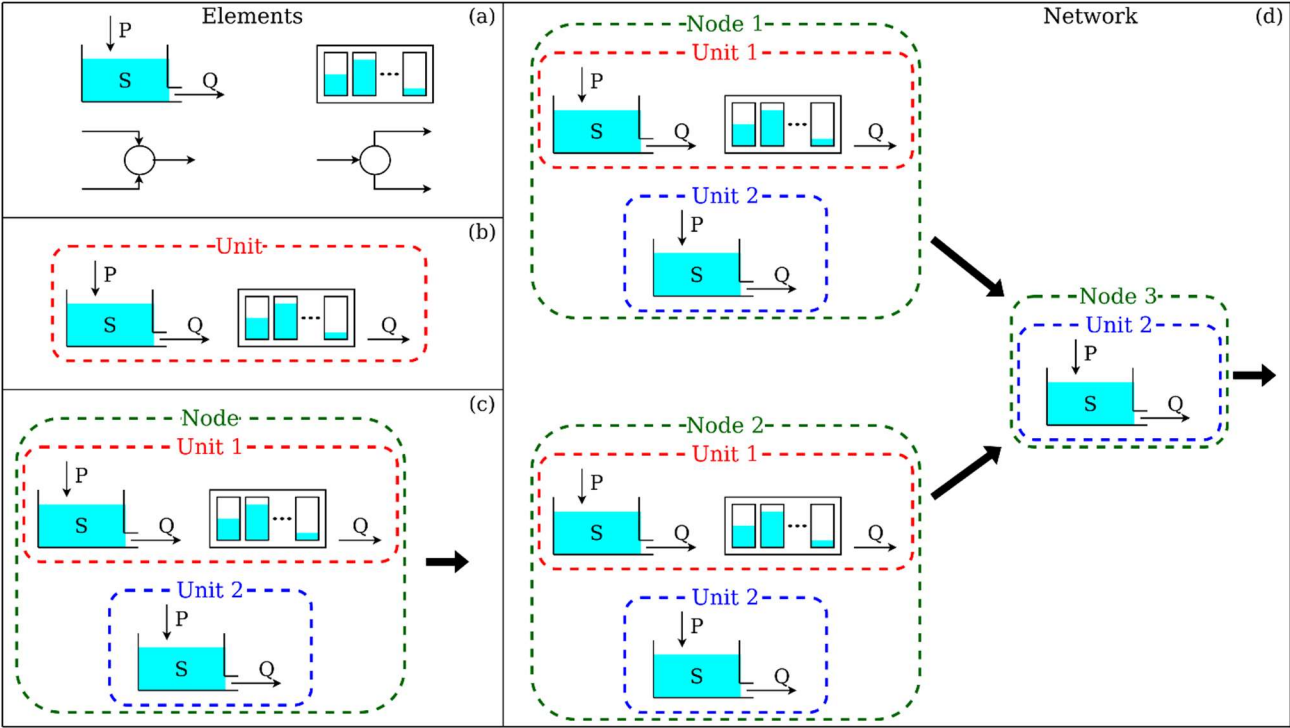 Elements
(a)
P
S
Q
(b)
Unit
P
S
Q
Q
(c)
Node
Unit 1
P
S
Q
Q
Unit 2
P
S
Q
Network
(d)
Node 1
Unit 1
P
S
Q
Q
Unit 2
P
S
Q
Node 2
Unit 1
P
S
Q
Q
Unit 2
P
S
Q
Node 3
Unit 2
P
S
Q